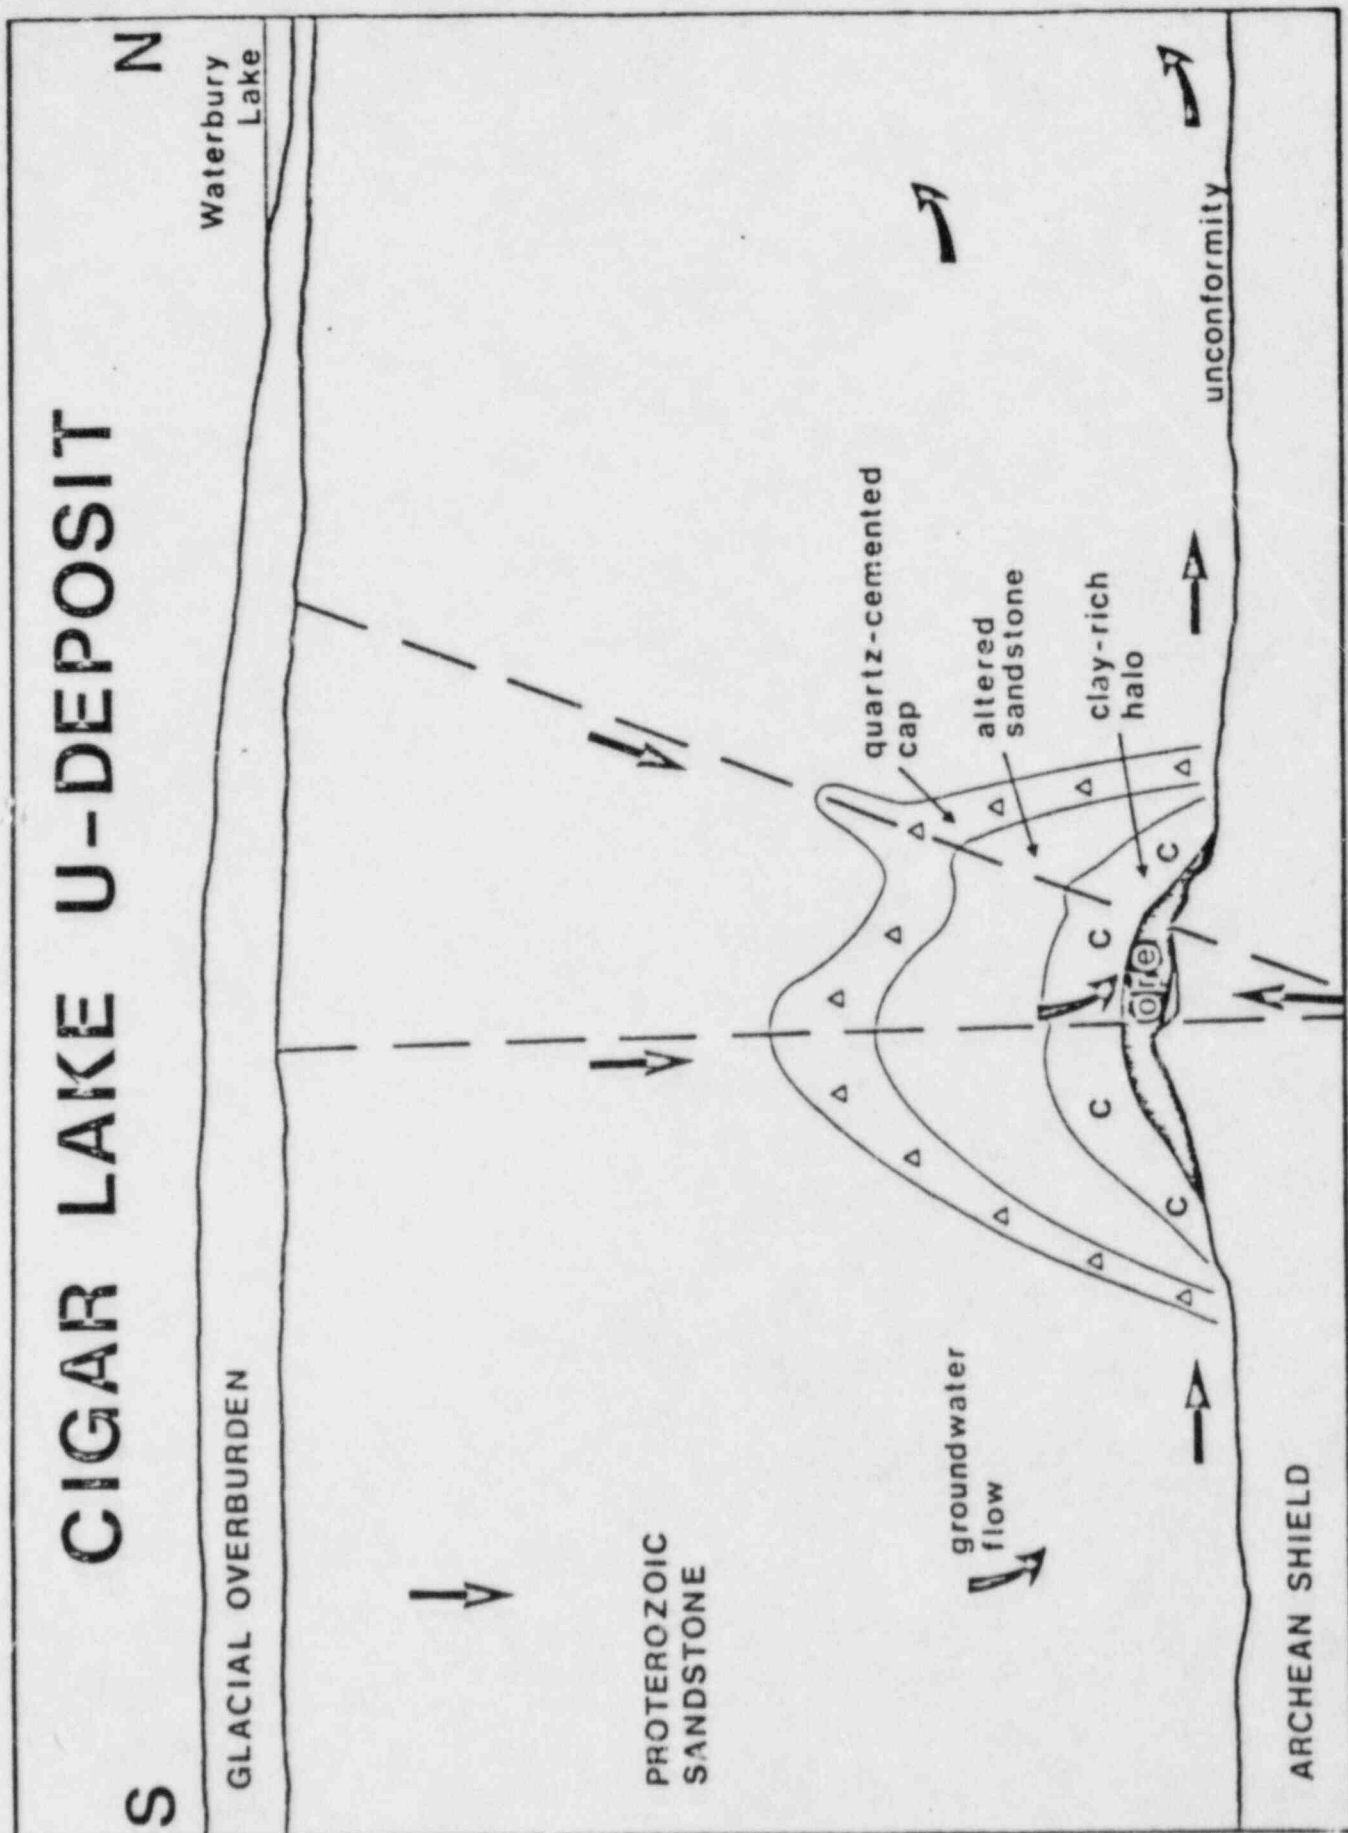 CIGAR LAKE U-DEPOSIT
S
N
Waterbury
Lake
GLACIAL OVERBURDEN
PROTEROZOIC
SANDSTONE
quartz-cemented
cap
altered
sandstone
clay-rich
halo
groundwater
flow
C
C
C
C
ore
unconformity
ARCHEAN SHIELD